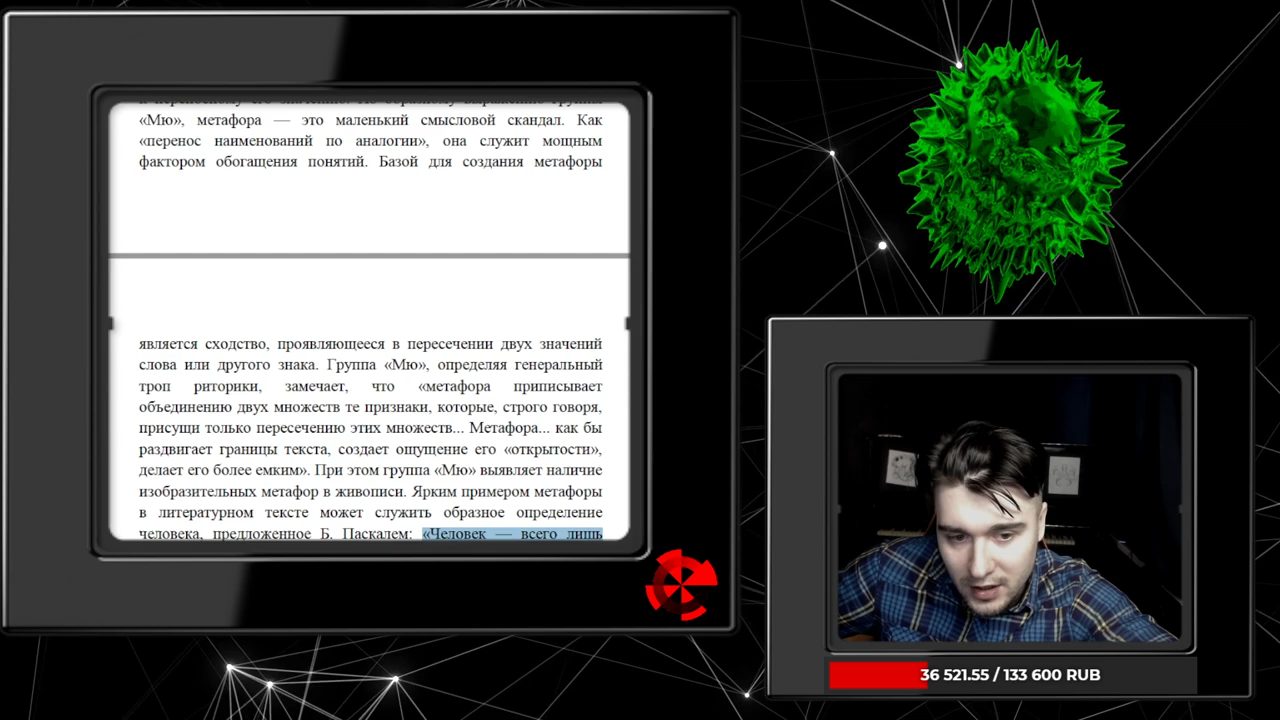 «Мю», метафора — это маленький смысловой скандал. Как
«перенос наименований по аналогии», она служит мощным
фактором обогащения понятий. Базой для создания метафоры
является сходство, проявляющееся в пересечении двух значений
слова или другого знака. Группа «Мю», определяя генеральный
троп риторики, замечает, что «метафора приписывает
объединению двух множеств те признаки, которые, строго говоря,
присущи только пересечению этих множеств... Метафора... как бы
раздвигает границы текста, создает ощущение его «открытости»,
делает его более емким». При этом группа «Мю» выявляет наличие
изобразительных метафор в живописи. Ярким примером метафоры
в литературном тексте может служить образное определение
человека, предложенное Б. Паскалем: «Человек — всего лишь
36 521.55 / 133 600 RUB